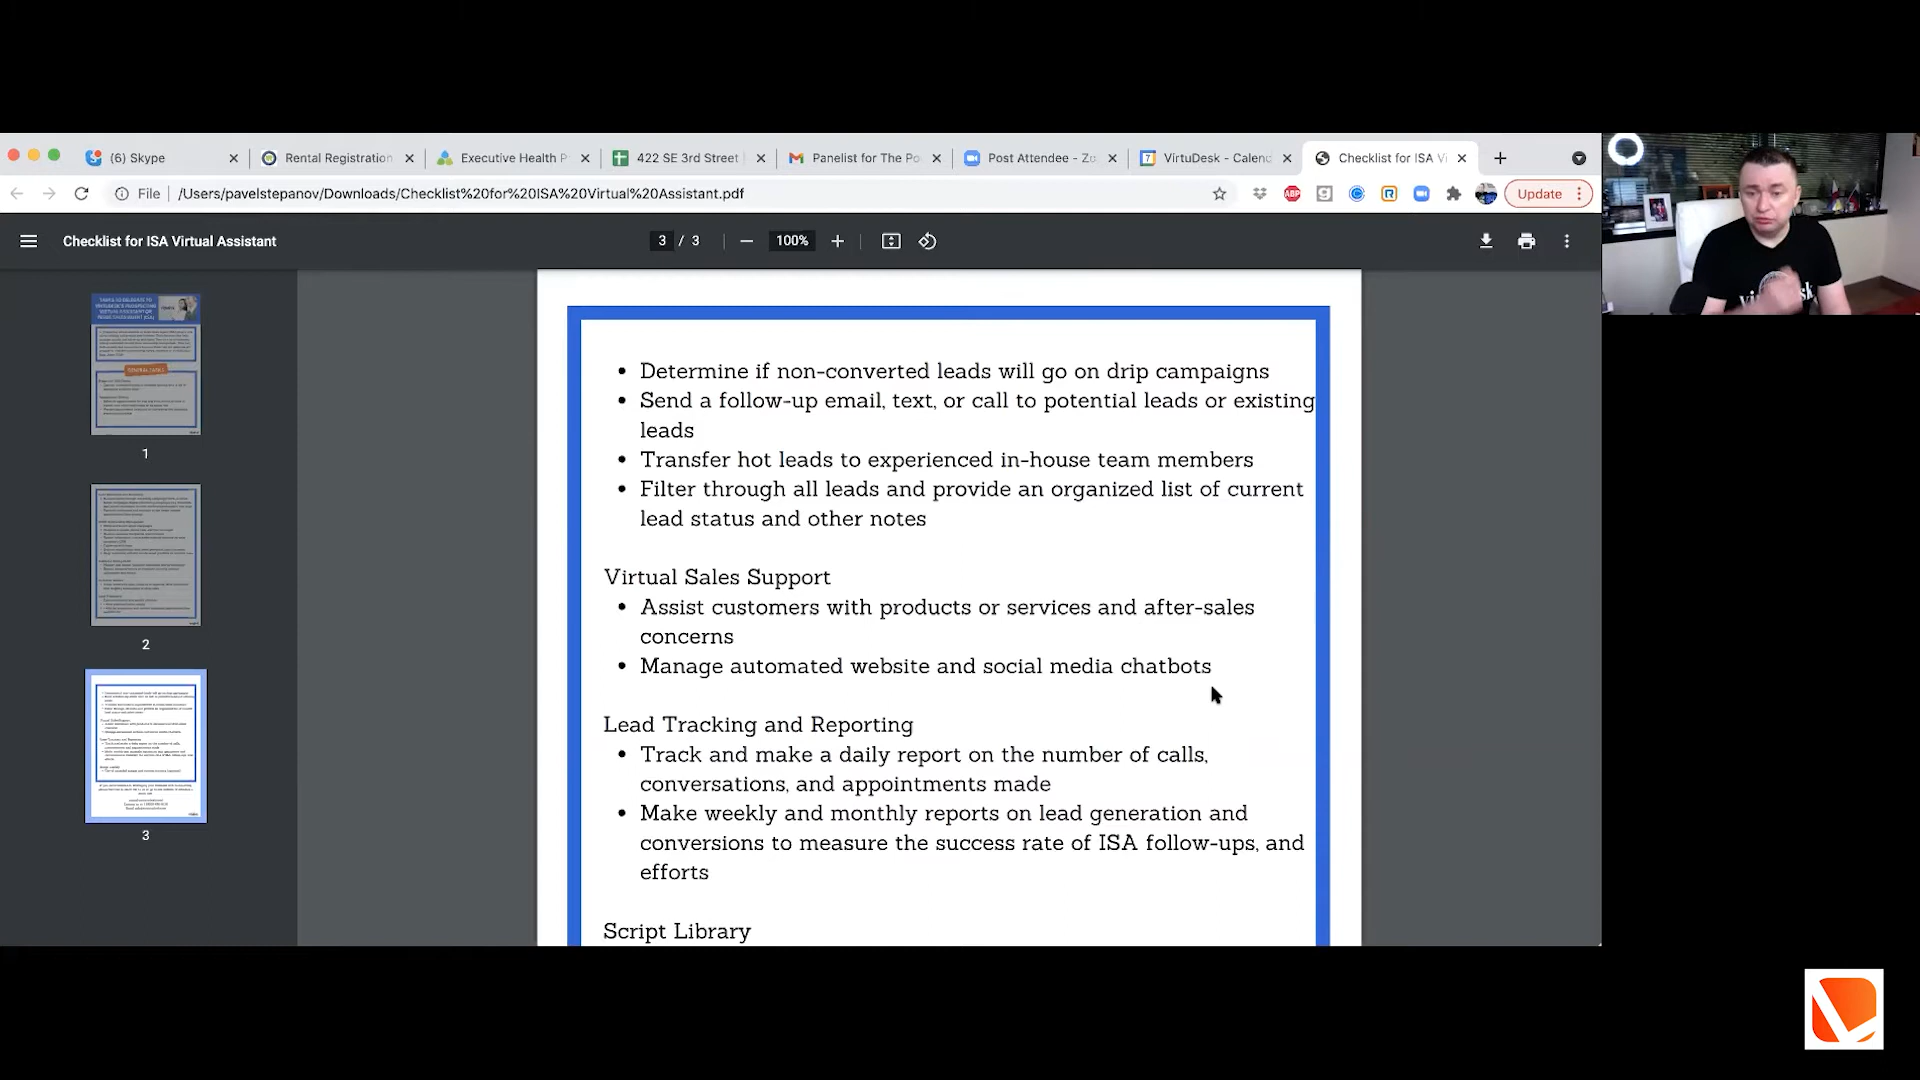 (6) Skype
Rental Registration
Executive Health P
422 SE 3rd Street
Panelist for The Po
Post Attendee - Zo
7
VirtuDesk - Calend
Checklist for ISA Vi
File
/Users/pavelstepanov/Downloads/Checklist%20for%20ISA%20Virtual%20Assistant.pdf
ABP
Update
Checklist for ISA Virtual Assistant
3 / 3
100%
1
2
3
• Determine if non-converted leads will go on drip campaigns
• Send a follow-up email, text, or call to potential leads or existing
leads
• Transfer hot leads to experienced in-house team members
• Filter through all leads and provide an organized list of current
lead status and other notes
Virtual Sales Support
• Assist customers with products or services and after-sales
concerns
• Manage automated website and social media chatbots
Lead Tracking and Reporting
• Track and make a daily report on the number of calls,
conversations, and appointments made
• Make weekly and monthly reports on lead generation and
conversions to measure the success rate of ISA follow-ups, and
efforts
Script Library